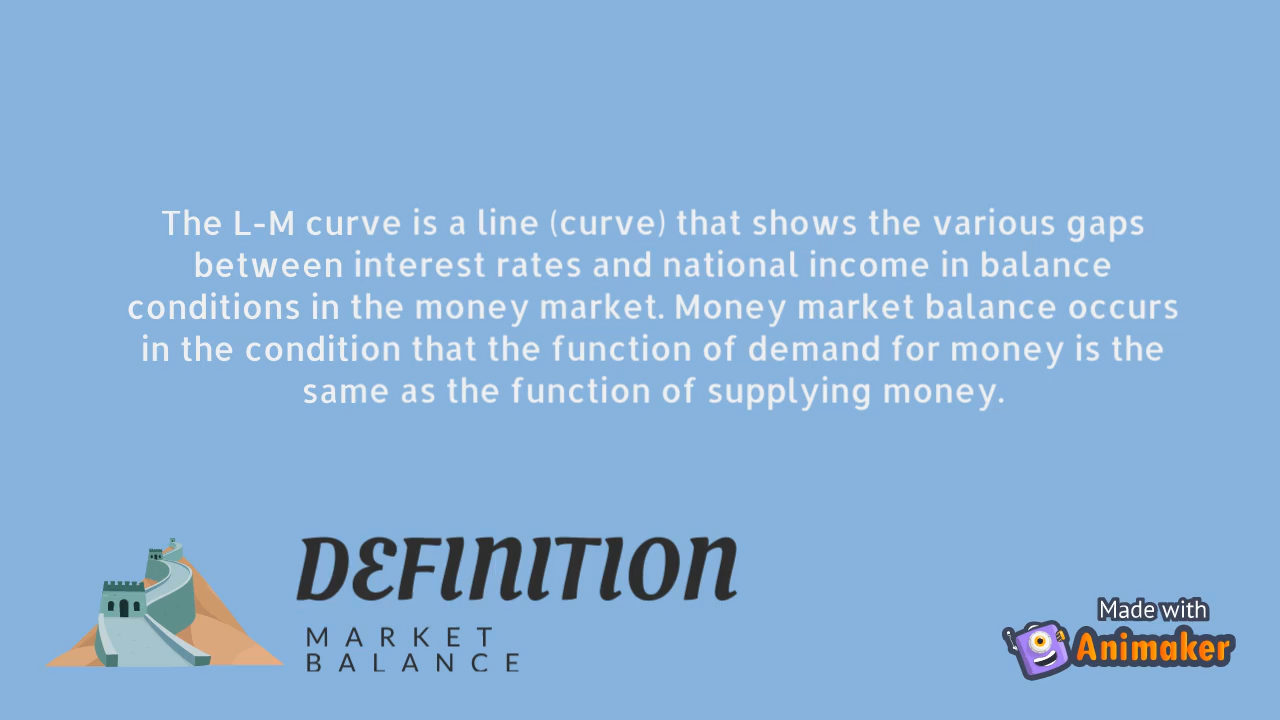 The L-M curve is a line (curve) that shows the various gaps
between interest rates and national income in balance
conditions in the money market. Money market balance occurs
in the condition that the function of demand for money is the
same as the function of supplying money.
DEFINITION
MARKET
BALANCE
Made with
Animaker